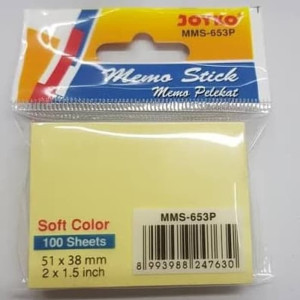 JOYKO
MMS-653P
Memo Stick
Memo Pelekat
Soft Color
100 Sheets
51 x 38 mm
2 x 1.5 inch
MMS-653P
8 993988 247630